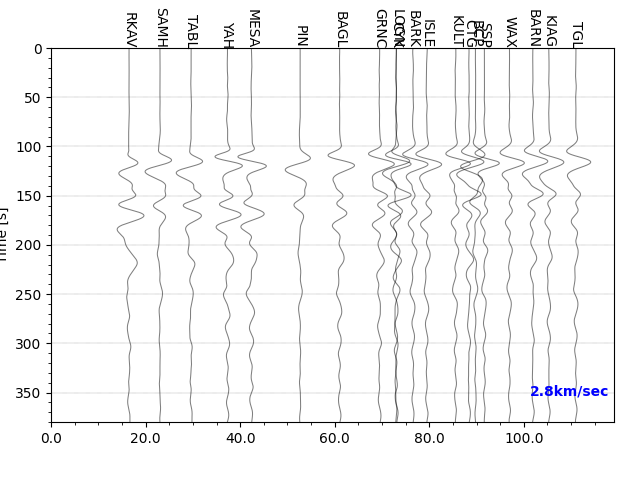 RKAV SAMH TABL YAH MESA PIN BAGL GRNC BARK ISLE KULT CTG SSP WAX BARN KIAG TGL
0
50
100
150
200
250
300
350
Time [s]
2.8km/sec
0.0 20.0 40.0 60.0 80.0 100.0